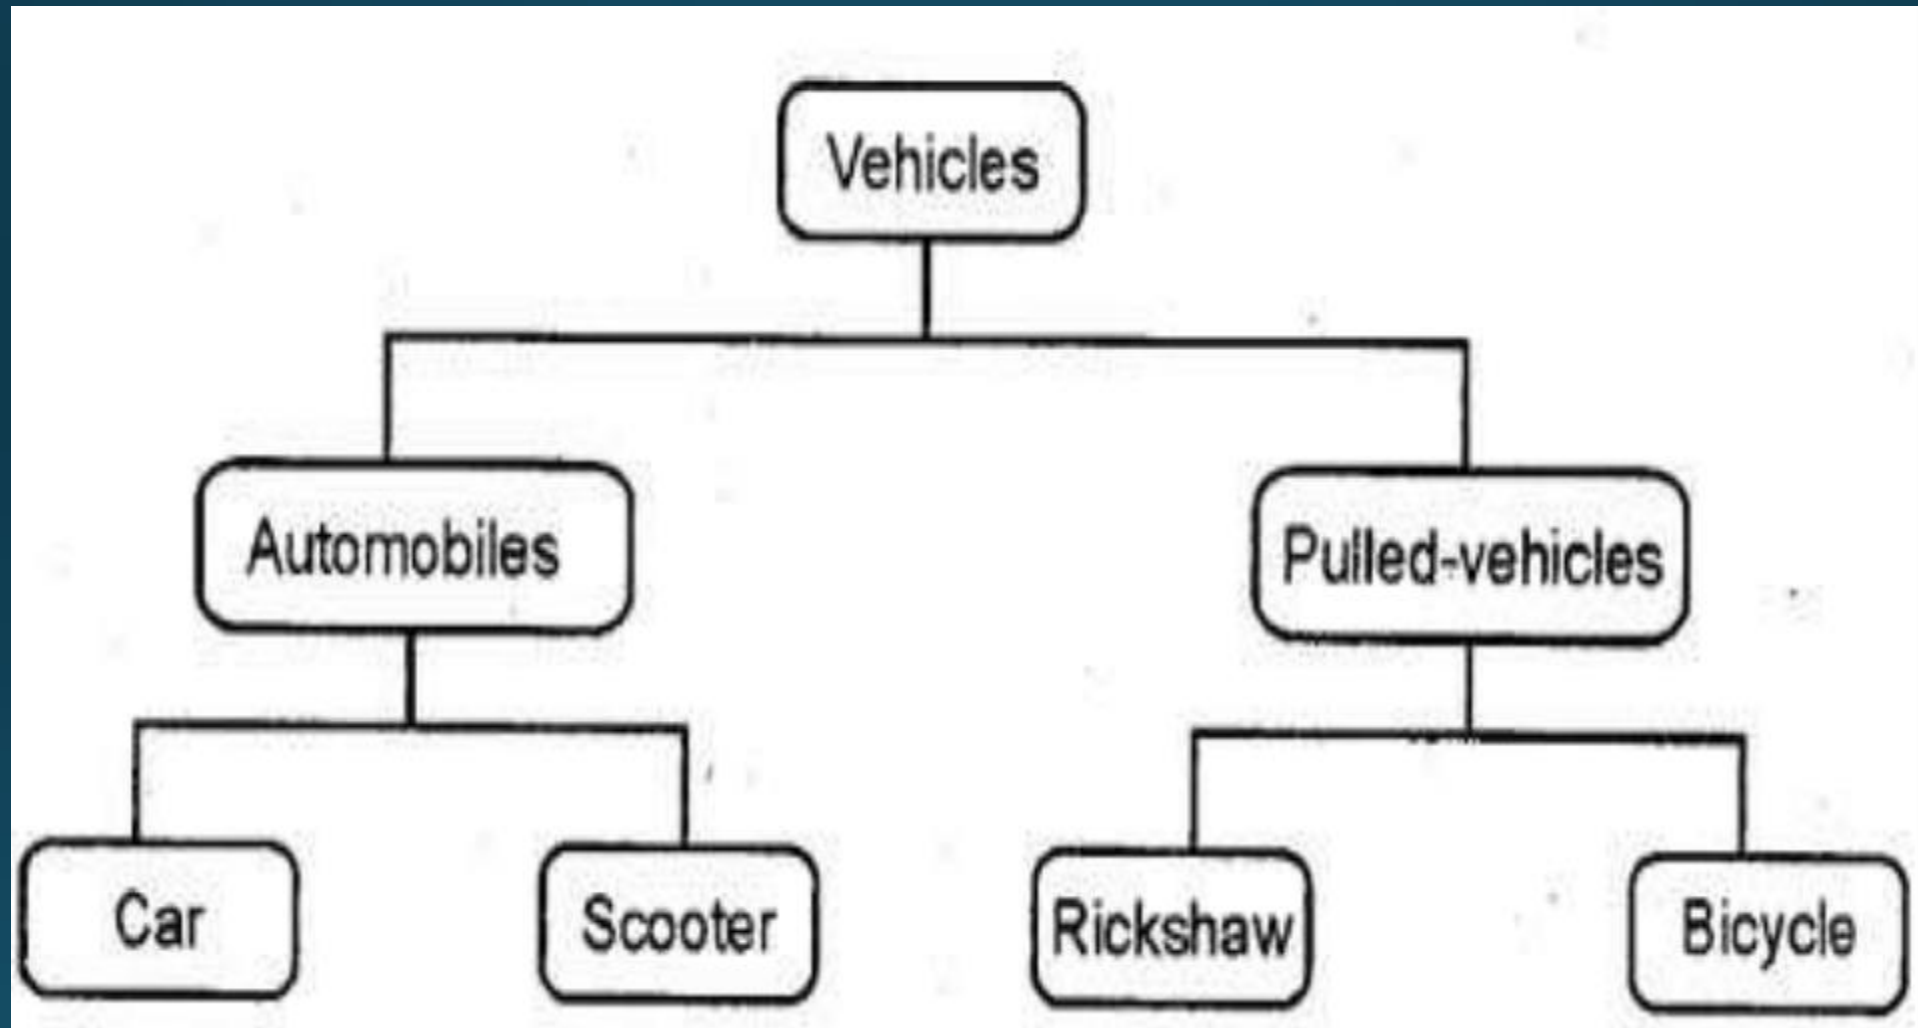 Vehicles
Automobiles
Pulled-vehicles
Car
Scooter
Rickshaw
Bicycle